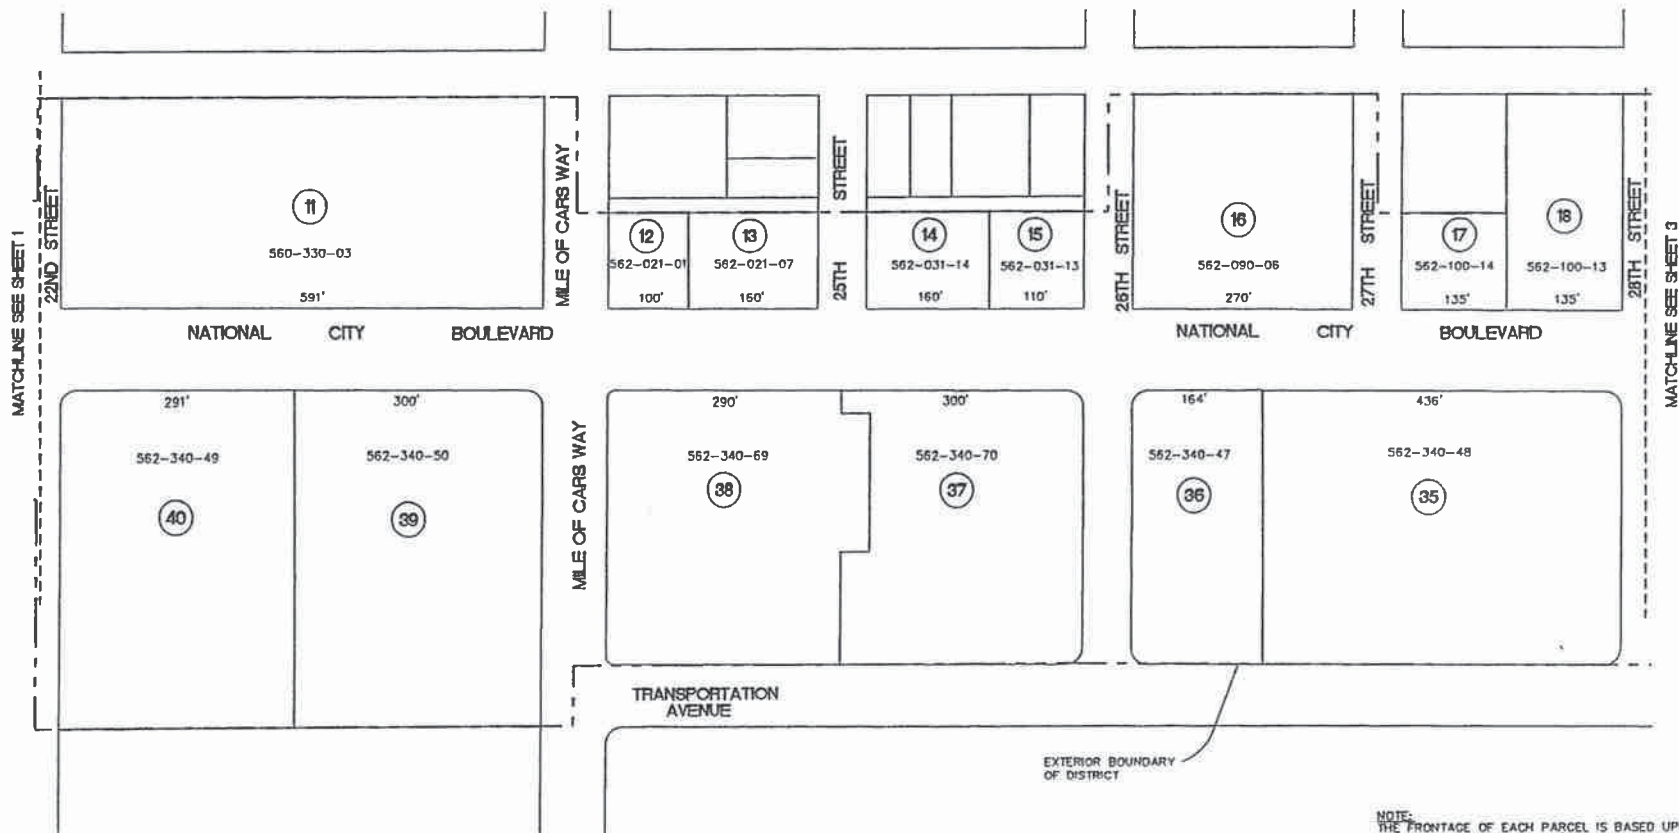 MATCHLINE SEE SHEET 1
22ND STREET
11
560-330-03
591'
MILE OF CARS WAY
12
562-021-01
100'
13
562-021-07
160'
25TH STREET
14
562-031-14
160'
15
562-031-13
110'
26TH STREET
16
562-090-06
270'
27TH STREET
17
562-100-14
135'
18
562-100-13
135'
28TH STREET
MATCHLINE SEE SHEET 3
NATIONAL CITY BOULEVARD
NATIONAL CITY BOULEVARD
291'
562-340-49
40
300'
562-340-50
39
MILE OF CARS WAY
290'
562-340-69
38
300'
562-340-70
37
164'
562-340-47
36
436'
562-340-48
35
TRANSPORTATION
AVENUE
EXTERIOR BOUNDARY
OF DISTRICT
NOTE:
THE FRONTAGE OF EACH PARCEL IS BASED UP